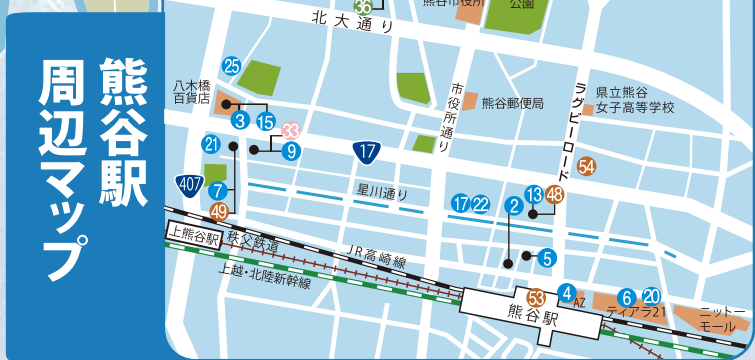 熊谷駅
周辺マップ
36
北大通り
熊谷市役所
公園
25
八木橋
百貨店
3
15
33
21
9
17
407
7
49
星川通り
市役所通り
熊谷郵便局
ラグビーロード
県立熊谷
女子高等学校
54
17
22
2
13
48
5
上熊谷駅
秩父鉄道
JR高崎線
上越・北陸新幹線
53
熊谷駅
4
AZ
6
20
ティアラ21
ニットー
モール